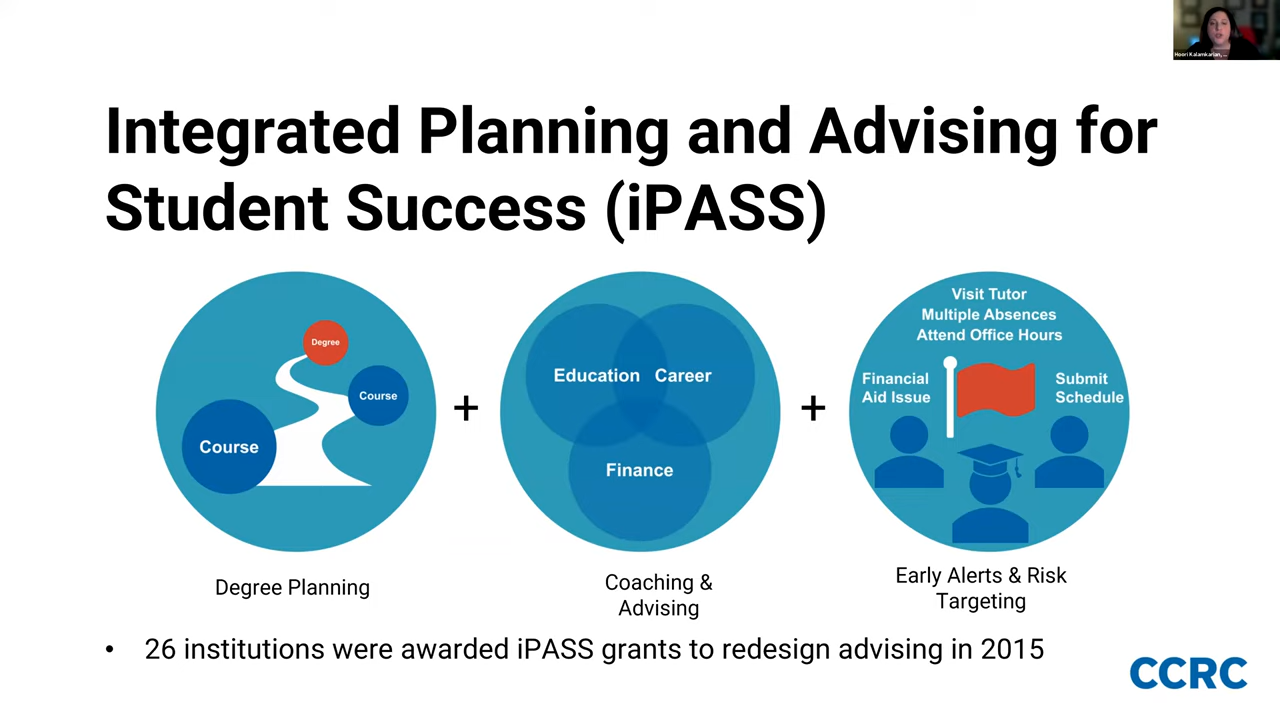 Hoori Kalamkarian, ...
Integrated Planning and Advising for
Student Success (iPASS)
Degree
Course
Course
+
Education Career
Finance
+
Visit Tutor
Multiple Absences
Attend Office Hours
Financial
Aid Issue
Submit
Schedule
Degree Planning
Coaching &
Advising
Early Alerts & Risk
Targeting
• 26 institutions were awarded iPASS grants to redesign advising in 2015
CCRC